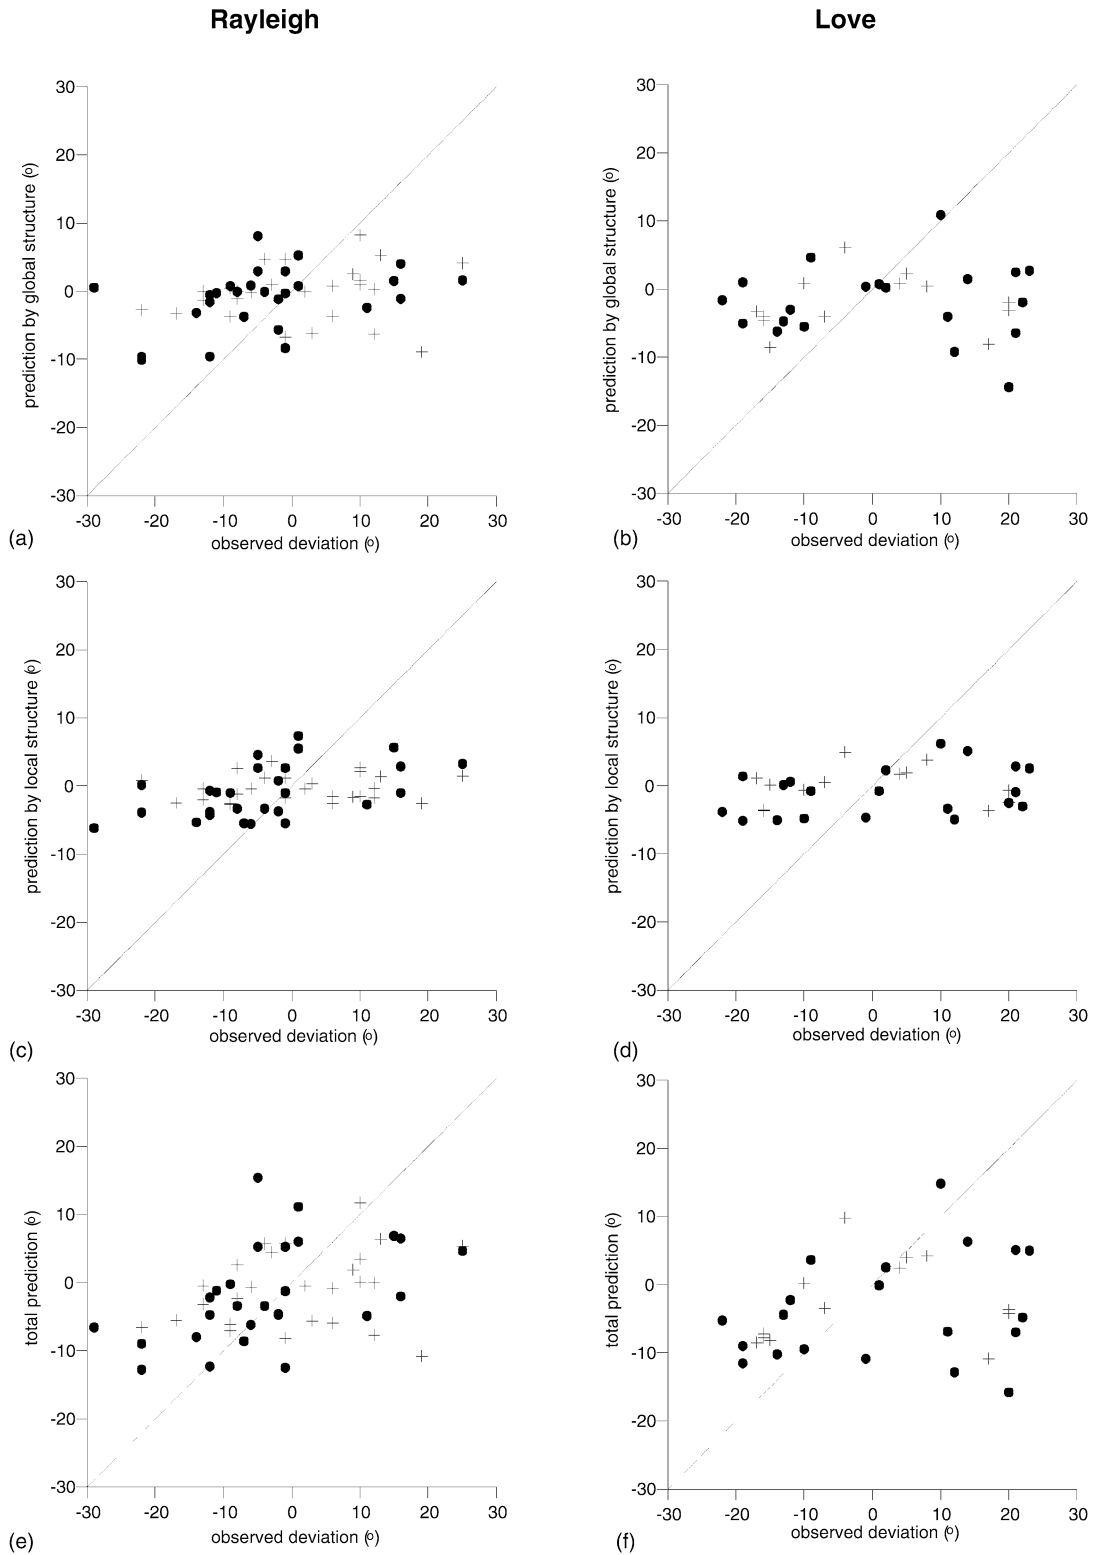 Rayleigh Love
30 30
20 20
10 10
0 0
-10 -10
-20 -20
-30 -30
prediction by global structure (o) prediction by global structure (o)
-30 -20 -10 0 10 20 30 -30 -20 -10 0 10 20 30
(a) observed deviation (o) (b) observed deviation (o)
30 30
20 20
10 10
0 0
-10 -10
-20 -20
-30 -30
prediction by local structure (o) prediction by local structure (o)
-30 -20 -10 0 10 20 30 -30 -20 -10 0 10 20 30
(c) observed deviation (o) (d) observed deviation (o)
30 30
20 20
10 10
0 0
-10 -10
-20 -20
-30 -30
total prediction (o) total prediction (o)
-30 -20 -10 0 10 20 30 -30 -20 -10 0 10 20 30
(e) observed deviation (o) (f) observed deviation (o)